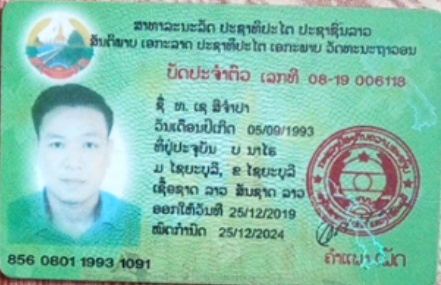 ສາທາລະນະລັດ ປະຊາທິປະໄຕ ປະຊາຊົນລາວ
ສັນຕິພາບ ເອກະລາດ ປະຊາທິປະໄຕ ເອກະພາບ ວັດທະນະຖາວອນ
ບັດປະຈຳຕົວ ເລກທີ 08-19 006118
ຊື່ ທ. ເຊ ສີຈຳປາ
ວັນເດືອນປີເກີດ 05/09/1993
ທີ່ຢູ່ປະຈຸບັນ ບ ນາໄຮ
ມ ໄຊຍະບູລີ, ຂ ໄຊຍະບູລີ
ເຊື້ອຊາດ ລາວ ສັນຊາດ ລາວ
ອອກໃຫ້ວັນທີ 25/12/2019
ໝົດກຳນົດ 25/12/2024
856 0801 1993 1091